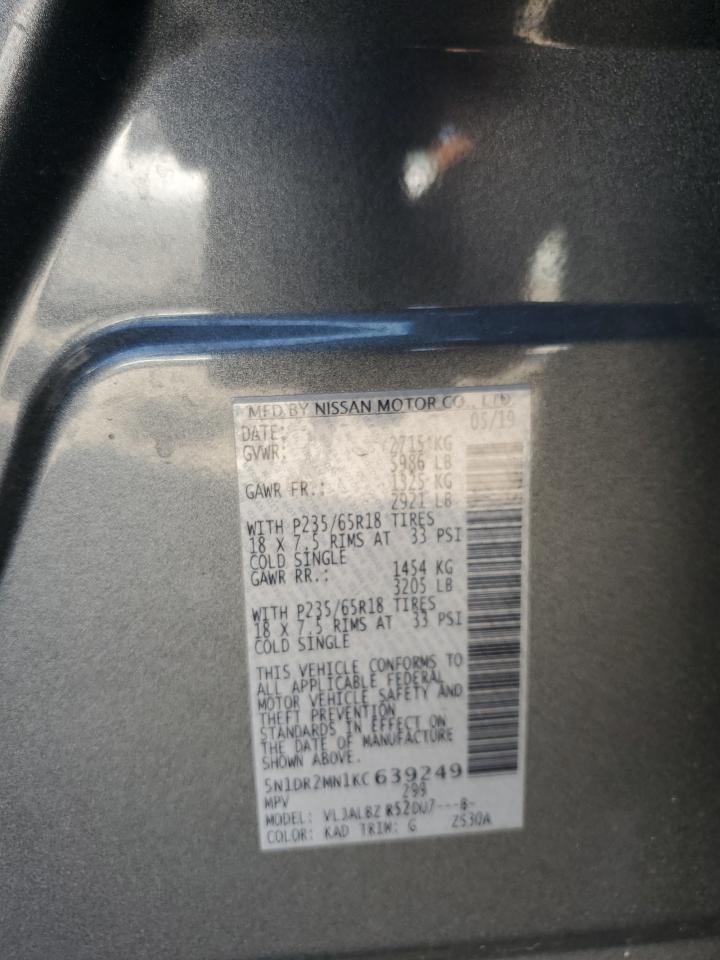 MFD BY NISSAN MOTOR CO., LTD.
DATE: 05/19
GVWR: 2715 KG
5986 LB
GAWR FR.: 1325 KG
2921 LB
WITH P235/65R18 TIRES
18 X 7.5 RIMS AT 33 PSI
COLD SINGLE
GAWR RR.: 1454 KG
3205 LB
WITH P235/65R18 TIRES
18 X 7.5 RIMS AT 33 PSI
COLD SINGLE
THIS VEHICLE CONFORMS TO
ALL APPLICABLE FEDERAL
MOTOR VEHICLE SAFETY AND
THEFT PREVENTION
STANDARDS IN EFFECT ON
THE DATE OF MANUFACTURE
SHOWN ABOVE.
5N1DR2MN1KC639249
MPV 299
MODEL: VLJALBZ R52DU7---B-
COLOR: KAD TRIM: G 2530A